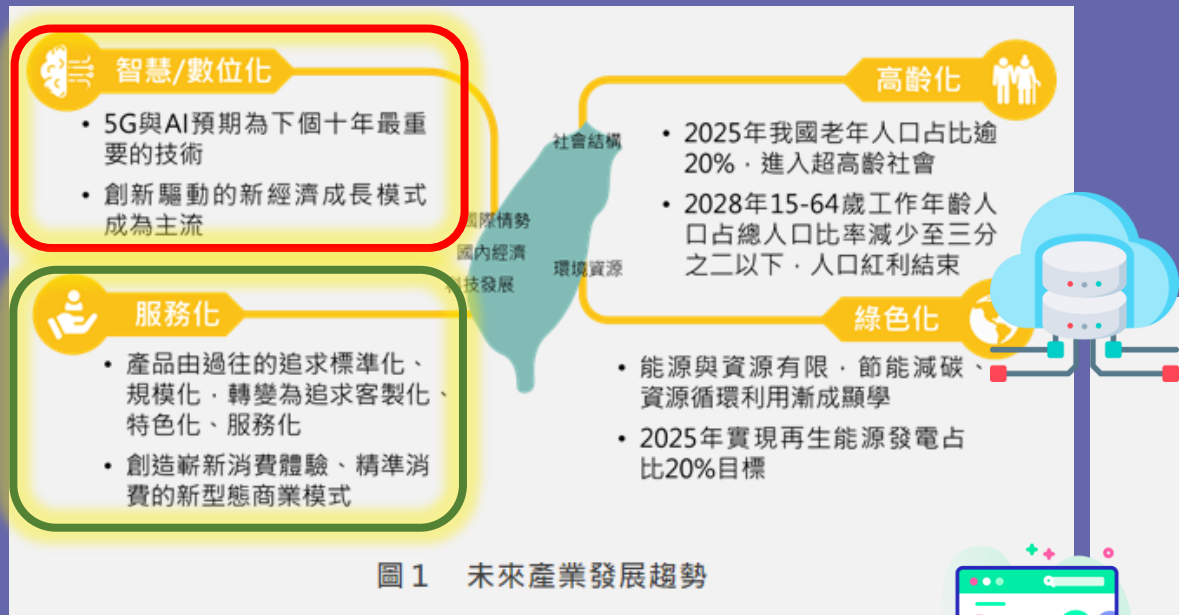 智慧/數位化
• 5G與AI預期為下個十年最重
要的技術
• 創新驅動的新經濟成長模式
成為主流
服務化
• 產品由過往的追求標準化、
規模化，轉變為追求客製化、
特色化、服務化
• 創造嶄新消費體驗、精準消
費的新型態商業模式
國際情勢
國內經濟
科技發展
社會結構
環境資源
高齡化
• 2025年我國老年人口占比逾
20%，進入超高齡社會
• 2028年15-64歲工作年齡人
口占總人口比率減少至三分
之二以下，人口紅利結束
綠色化
• 能源與資源有限，節能減碳、
資源循環利用漸成顯學
• 2025年實現再生能源發電占
比20%目標
圖1 未來產業發展趨勢